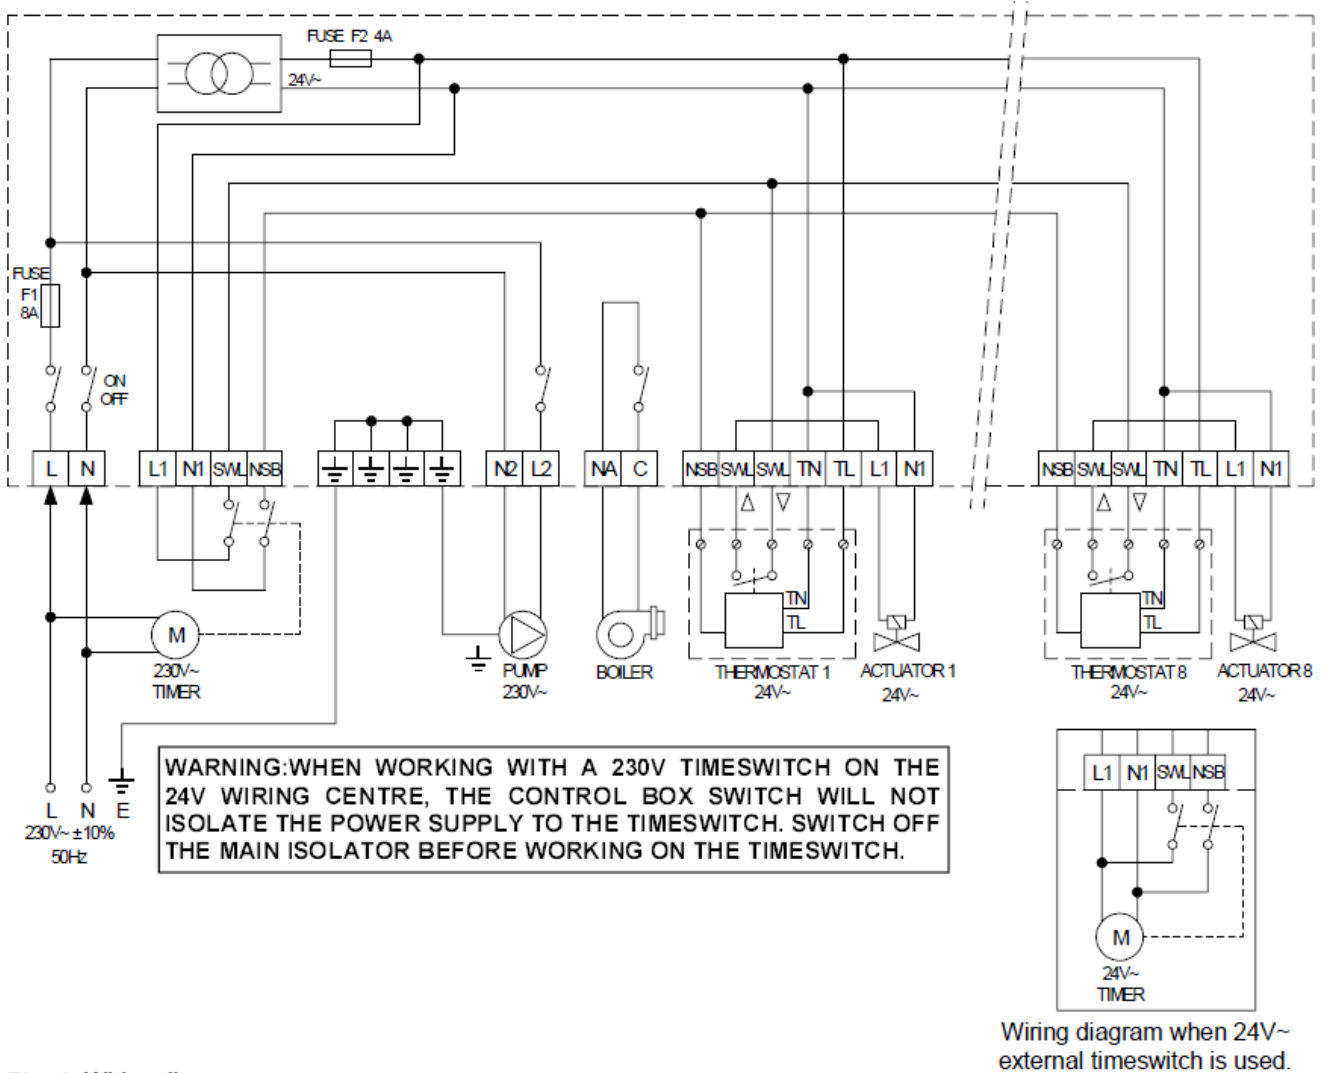 FUSE F2 4A
24V~
FUSE
F1
8A
ON
OFF
L N L1 N1 SWL NSB N2 L2 NA C NSB SWL SWL TN TL L1 N1 NSB SWL SWL TN TL L1 N1
TN
TL
TN
TL
M
230V~
TIMER
PUMP
230V~
BOILER
THERMOSTAT 1
24V~
ACTUATOR 1
24V~
THERMOSTAT 8
24V~
ACTUATOR 8
24V~
L N E
230V~ ±10%
50Hz
WARNING:WHEN WORKING WITH A 230V TIMESWITCH ON THE
24V WIRING CENTRE, THE CONTROL BOX SWITCH WILL NOT
ISOLATE THE POWER SUPPLY TO THE TIMESWITCH. SWITCH OFF
THE MAIN ISOLATOR BEFORE WORKING ON THE TIMESWITCH.
L1 N1 SWL NSB
M
24V~
TIMER
Wiring diagram when 24V~
external timeswitch is used.